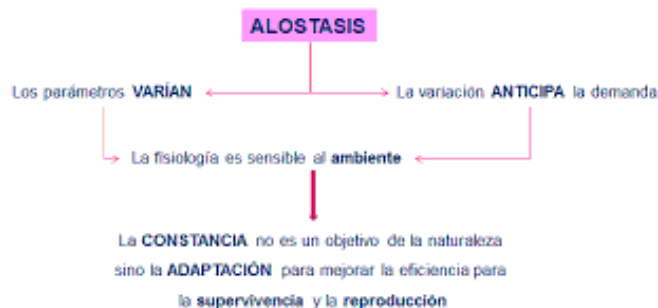 ALOSTASIS
Los parámetros VARÍAN
La variación ANTICIPA la demanda
La fisiología es sensible al ambiente
La CONSTANCIA no es un objetivo de la naturaleza
sino la ADAPTACIÓN para mejorar la eficiencia para
la supervivencia y la reproducción